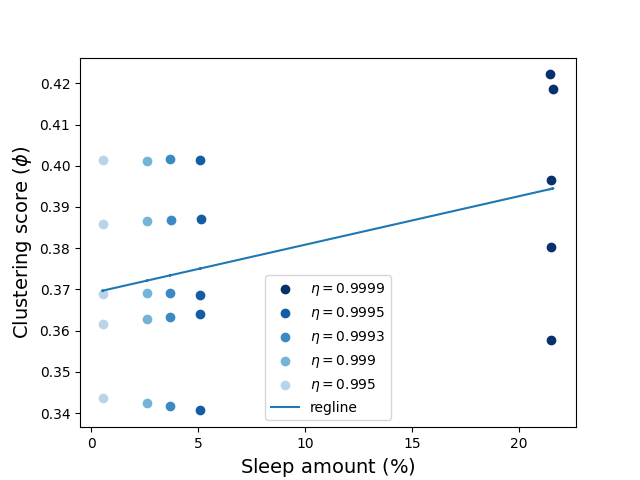 0.42
0.41
0.40
0.39
0.38
0.37
0.36
0.35
0.34
Clustering score (ϕ)
η = 0.9999
η = 0.9995
η = 0.9993
η = 0.999
η = 0.995
regline
0 5 10 15 20
Sleep amount (%)